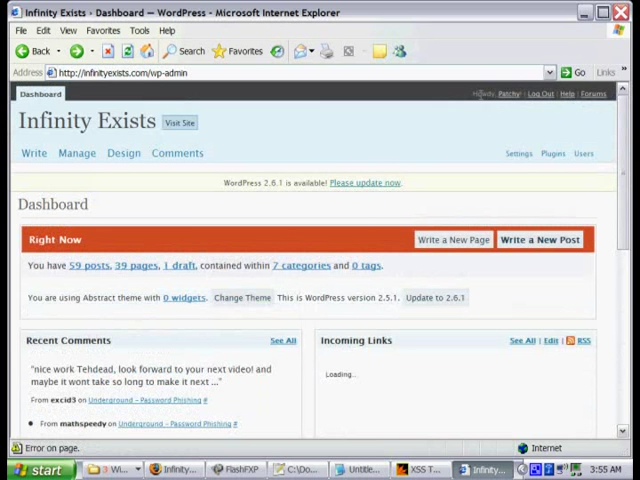 Infinity Exists › Dashboard — WordPress - Microsoft Internet Explorer
File Edit View Favorites Tools Help
Back Search Favorites
Address http://infinityexists.com/wp-admin Go Links »
Dashboard Patchy! | Log Out | Help | Forums
Infinity Exists Visit Site
Write Manage Design Comments Settings Plugins Users
WordPress 2.6.1 is available! Please update now.
Dashboard
Right Now Write a New Page Write a New Post
You have 59 posts, 39 pages, 1 draft, contained within 7 categories and 0 tags.
You are using Abstract theme with 0 widgets. Change Theme This is WordPress version 2.5.1. Update to 2.6.1
Recent Comments See All
Incoming Links See All | Edit | RSS
"nice work Tehdead, look forward to your next video! and
maybe it wont take so long to make it next ..."
Loading...
From excid3 on Underground – Password Phishing #
From mathspeedy on Underground – Password Phishing #
Error on page. Internet
start 3 Wi... Infinity... FlashFXP C:\Do... Untitle... XSS T... Infinity... 3:55 AM